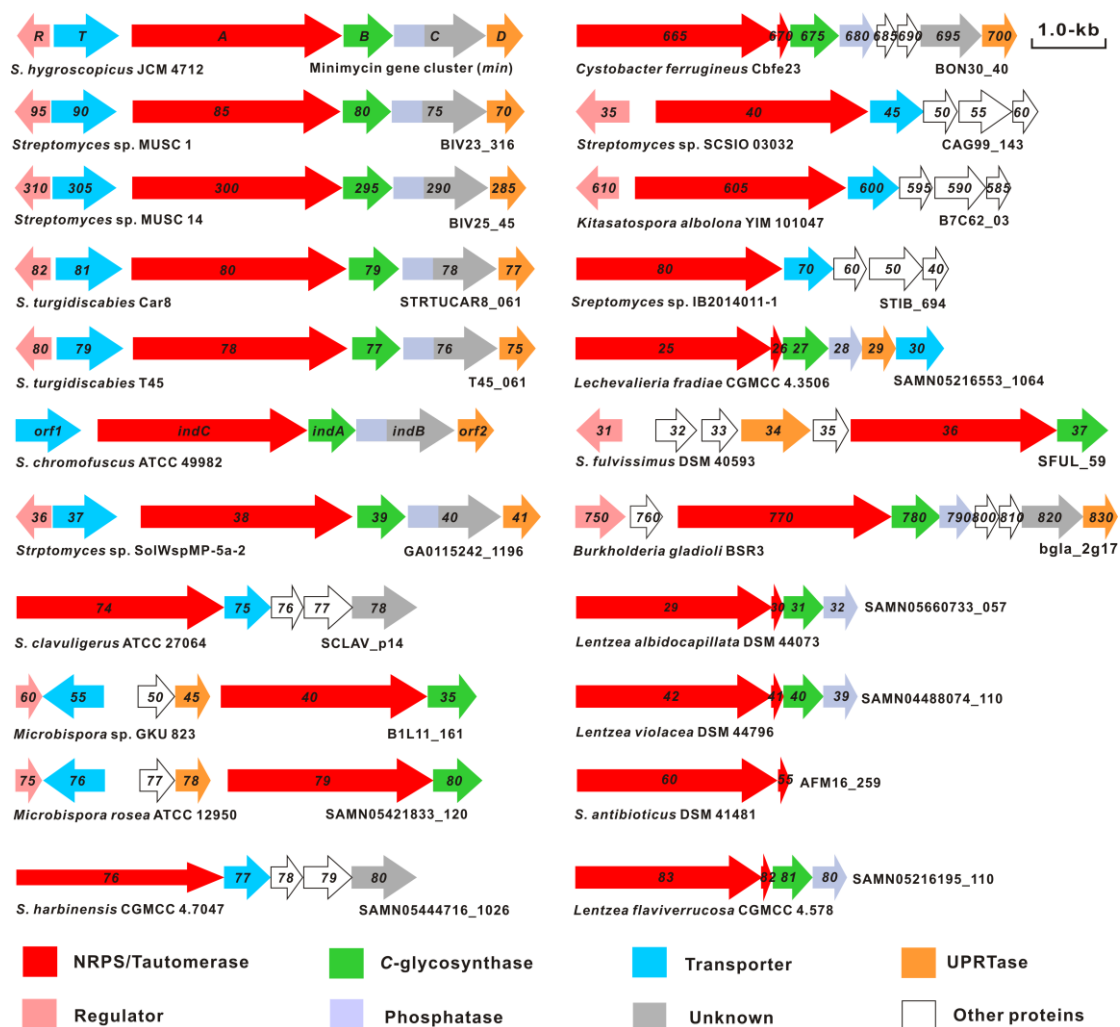 R T A B C D
S. hygroscopicus JCM 4712 Minimycin gene cluster (min)
95 90 85 80 75 70
Streptomyces sp. MUSC 1 BIV23_316
310 305 300 295 290 285
Streptomyces sp. MUSC 14 BIV25_45
82 81 80 79 78 77
S. turgidiscabies Car8 STRTUCAR8_061
80 79 78 77 76 75
S. turgidiscabies T45 T45_061
orf1 indC indA indB orf2
S. chromofuscus ATCC 49982
36 37 38 39 40 41
Strptomyces sp. SolWspMP-5a-2 GA0115242_1196
74 75 76 77 78
S. clavuligerus ATCC 27064 SCLAV_p14
60 55 50 45 40 35
Microbispora sp. GKU 823 B1L11_161
75 76 77 78 79 80
Microbispora rosea ATCC 12950 SAMN05421833_120
76 77 78 79 80
S. harbinensis CGMCC 4.7047 SAMN05444716_1026
665 670 675 680 685 690 695 700 1.0-kb
Cystobacter ferrugineus Cbfe23 BON30_40
35 40 45 50 55 60
Streptomyces sp. SCSIO 03032 CAG99_143
610 605 600 595 590 585
Kitasatospora albolona YIM 101047 B7C62_03
80 70 60 50 40
Sreptomyces sp. IB2014011-1 STIB_694
25 26 27 28 29 30
Lechevalieria fradiae CGMCC 4.3506 SAMN05216553_1064
31 32 33 34 35 36 37
S. fulvissimus DSM 40593 SFUL_59
750 760 770 780 790 800 810 820 830
Burkholderia gladioli BSR3 bgla_2g17
29 30 31 32 SAMN05660733_057
Lentzea albidocapillata DSM 44073
42 41 40 39 SAMN04488074_110
Lentzea violacea DSM 44796
60 55 AFM16_259
S. antibioticus DSM 41481
83 82 81 80 SAMN05216195_110
Lentzea flaviverrucosa CGMCC 4.578
NRPS/Tautomerase C-glycosynthase Transporter UPRTase
Regulator Phosphatase Unknown Other proteins